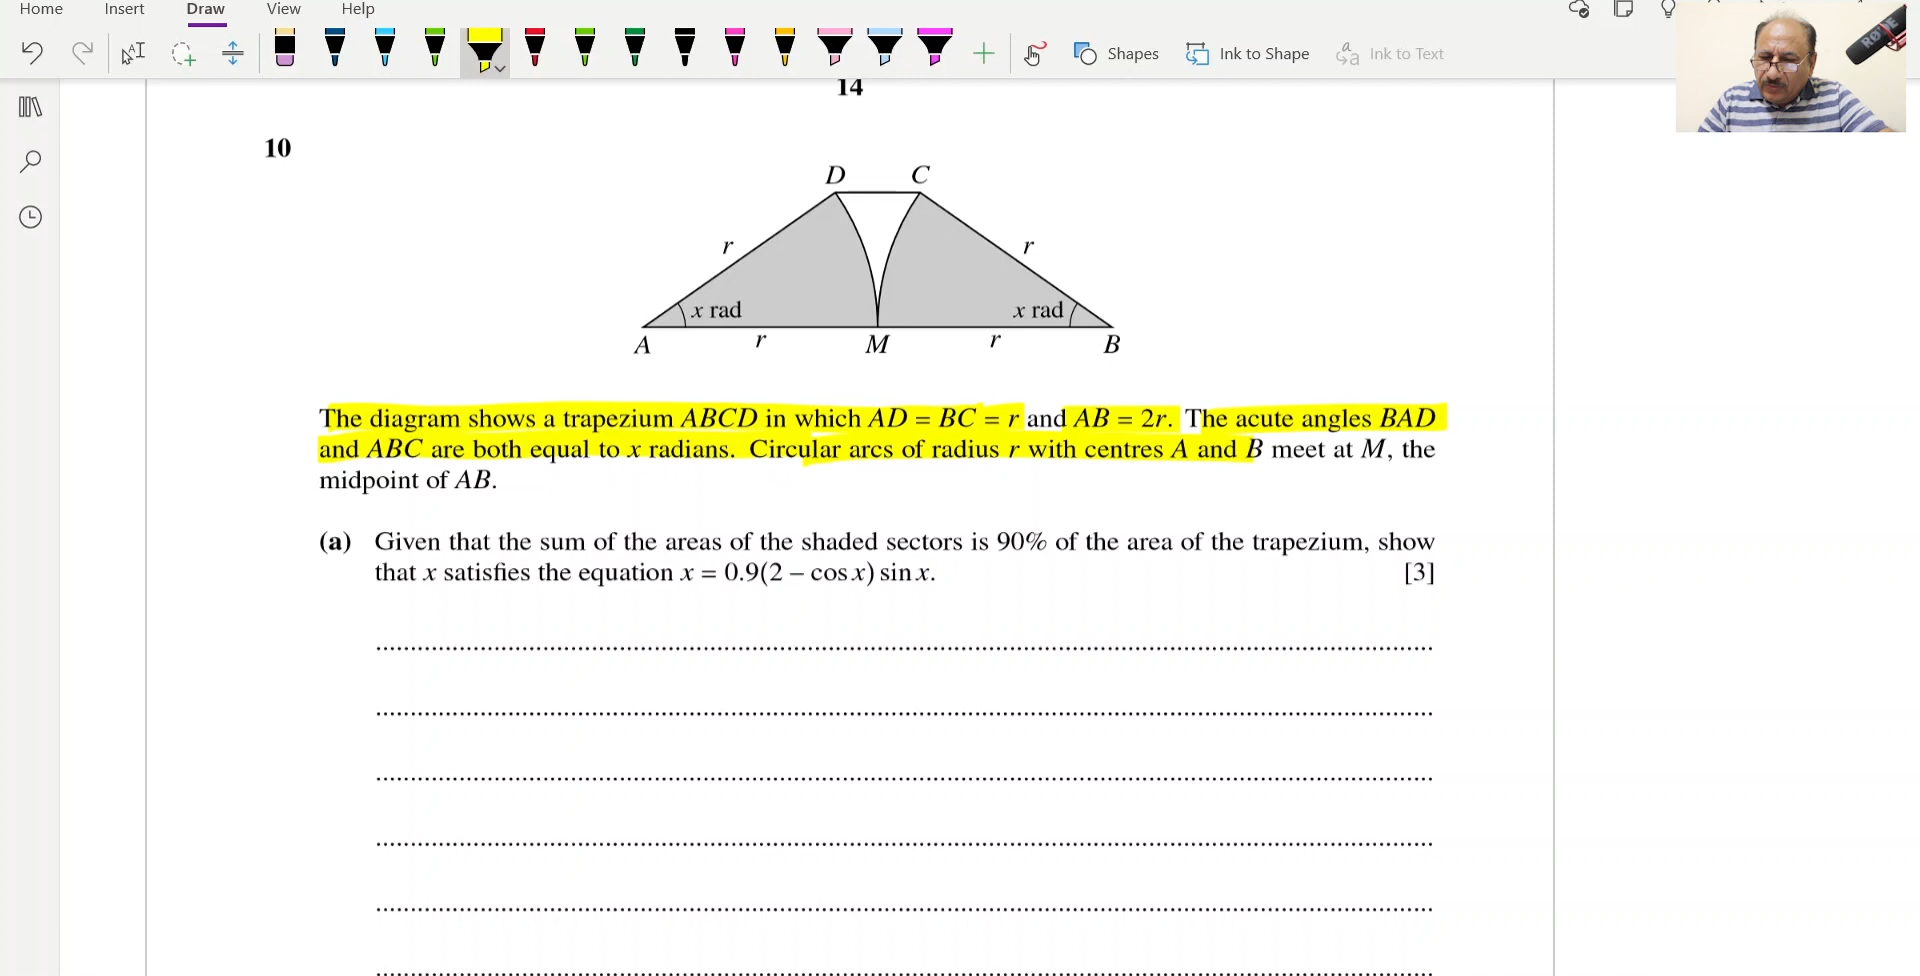 Home Insert Draw View Help
Shapes Ink to Shape Ink to Text
14
10
D C
r r
x rad x rad
A r M r B
The diagram shows a trapezium ABCD in which AD = BC = r and AB = 2r. The acute angles BAD
and ABC are both equal to x radians. Circular arcs of radius r with centres A and B meet at M, the
midpoint of AB.
(a) Given that the sum of the areas of the shaded sectors is 90% of the area of the trapezium, show
that x satisfies the equation x = 0.9(2 – cos x) sin x. [3]